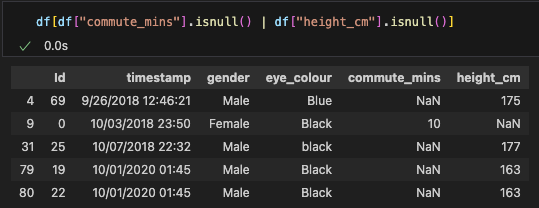 df[df["commute_mins"].isnull() | df["height_cm"].isnull()]
0.0s
Id timestamp gender eye_colour commute_mins height_cm
4 69 9/26/2018 12:46:21 Male Blue NaN 175
9 0 10/03/2018 23:50 Female Black 10 NaN
31 25 10/07/2018 22:32 Male black NaN 177
79 19 10/01/2020 01:45 Male Black NaN 163
80 22 10/01/2020 01:45 Male Black NaN 163